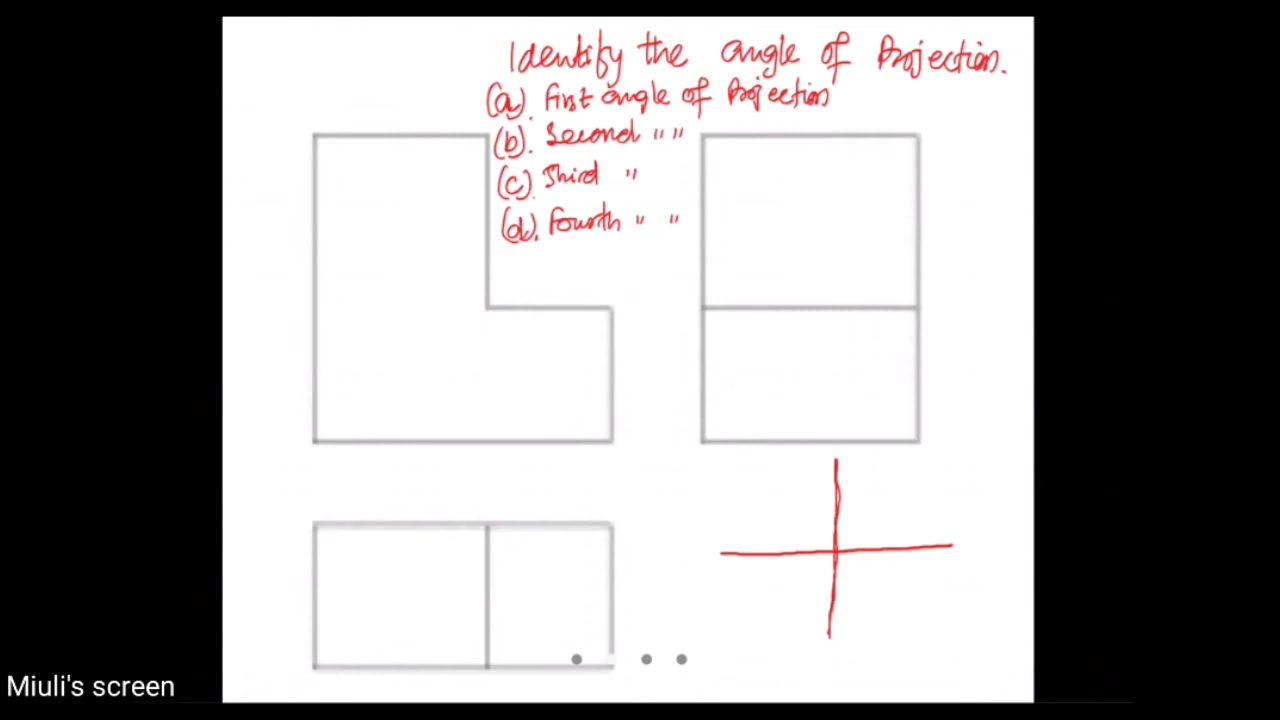 Identify the angle of Projection.
(a). First angle of Projection
(b). Second " "
(c). Third "
(d). Fourth " "
Miuli's screen